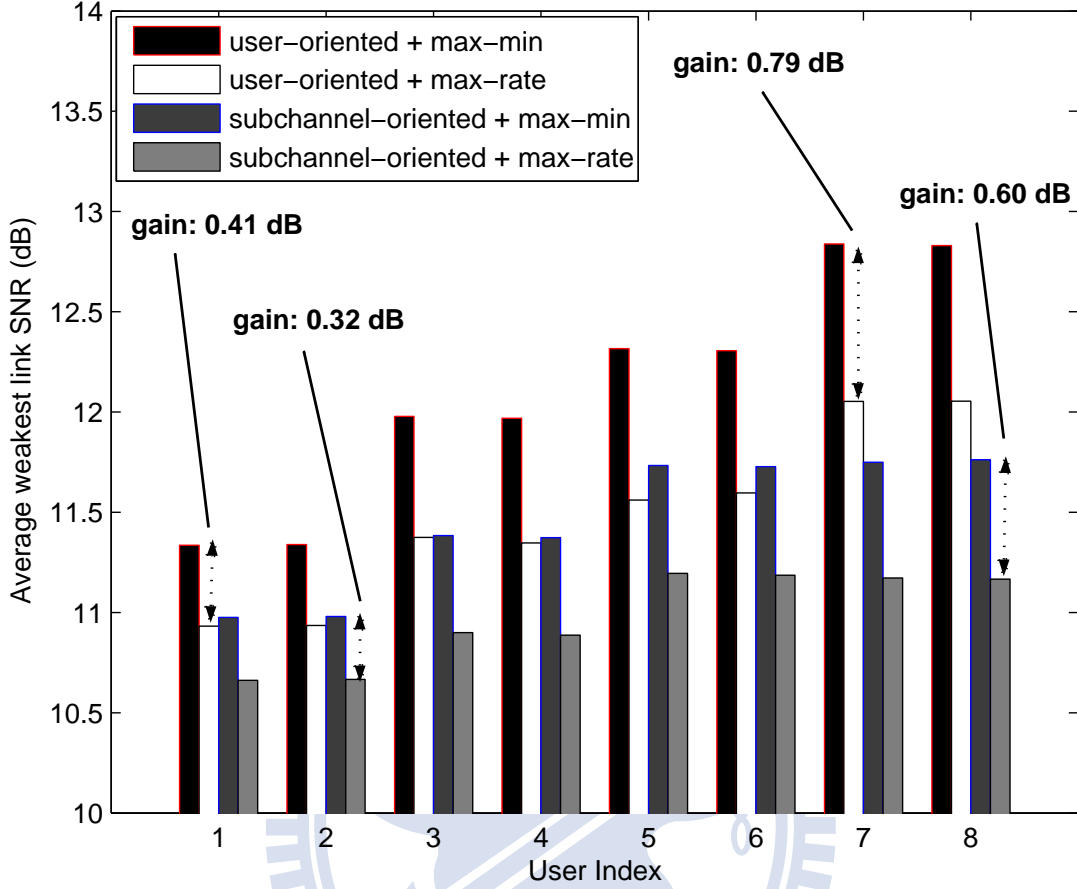 14
13.5
13
12.5
12
11.5
11
10.5
10
Average weakest link SNR (dB)
user−oriented + max−min
user−oriented + max−rate
subchannel−oriented + max−min
subchannel−oriented + max−rate
gain: 0.79 dB
gain: 0.60 dB
gain: 0.41 dB
gain: 0.32 dB
1 2 3 4 5 6 7 8
User Index